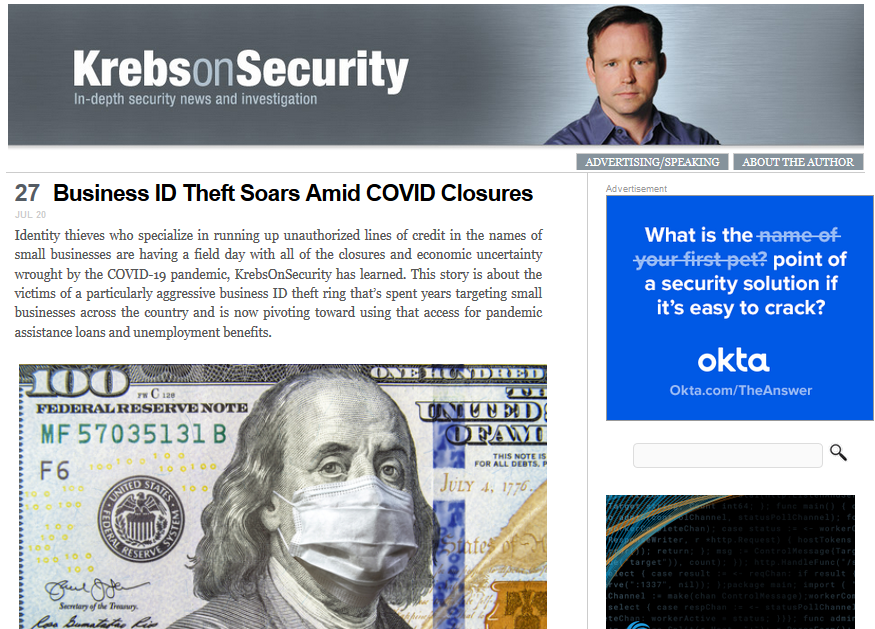 KrebsonSecurity
In-depth security news and investigation
ADVERTISING/SPEAKING
ABOUT THE AUTHOR
27 Business ID Theft Soars Amid COVID Closures
JUL 20
Identity thieves who specialize in running up unauthorized lines of credit in the names of
small businesses are having a field day with all of the closures and economic uncertainty
wrought by the COVID-19 pandemic, KrebsOnSecurity has learned. This story is about the
victims of a particularly aggressive business ID theft ring that's spent years targeting small
businesses across the country and is now pivoting toward using that access for pandemic
assistance loans and unemployment benefits.
100
FW C 128
FEDERAL RESERVE NOTE
MF 57035131 B
F6
UNITED STATES
FEDERAL RESERVE SYSTEM
Secretary of the Treasury.
ONE HUNDRED
UNITED
OF AM
THIS NOTE IS
FOR ALL DEBTS, P
JULY 4, 1776.
States of
Advertisement
What is the name of
your first pet? point of
a security solution if
it's easy to crack?
okta
Okta.com/TheAnswer